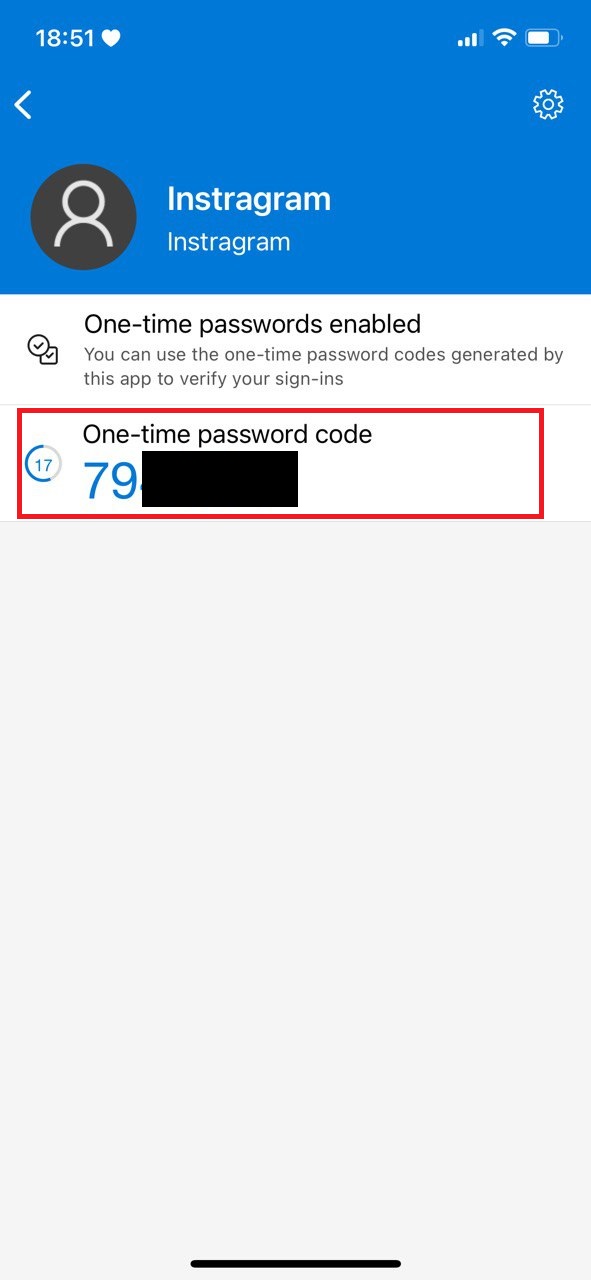 18:51
Instragram
Instragram
One-time passwords enabled
You can use the one-time password codes generated by
this app to verify your sign-ins
One-time password code
17
79